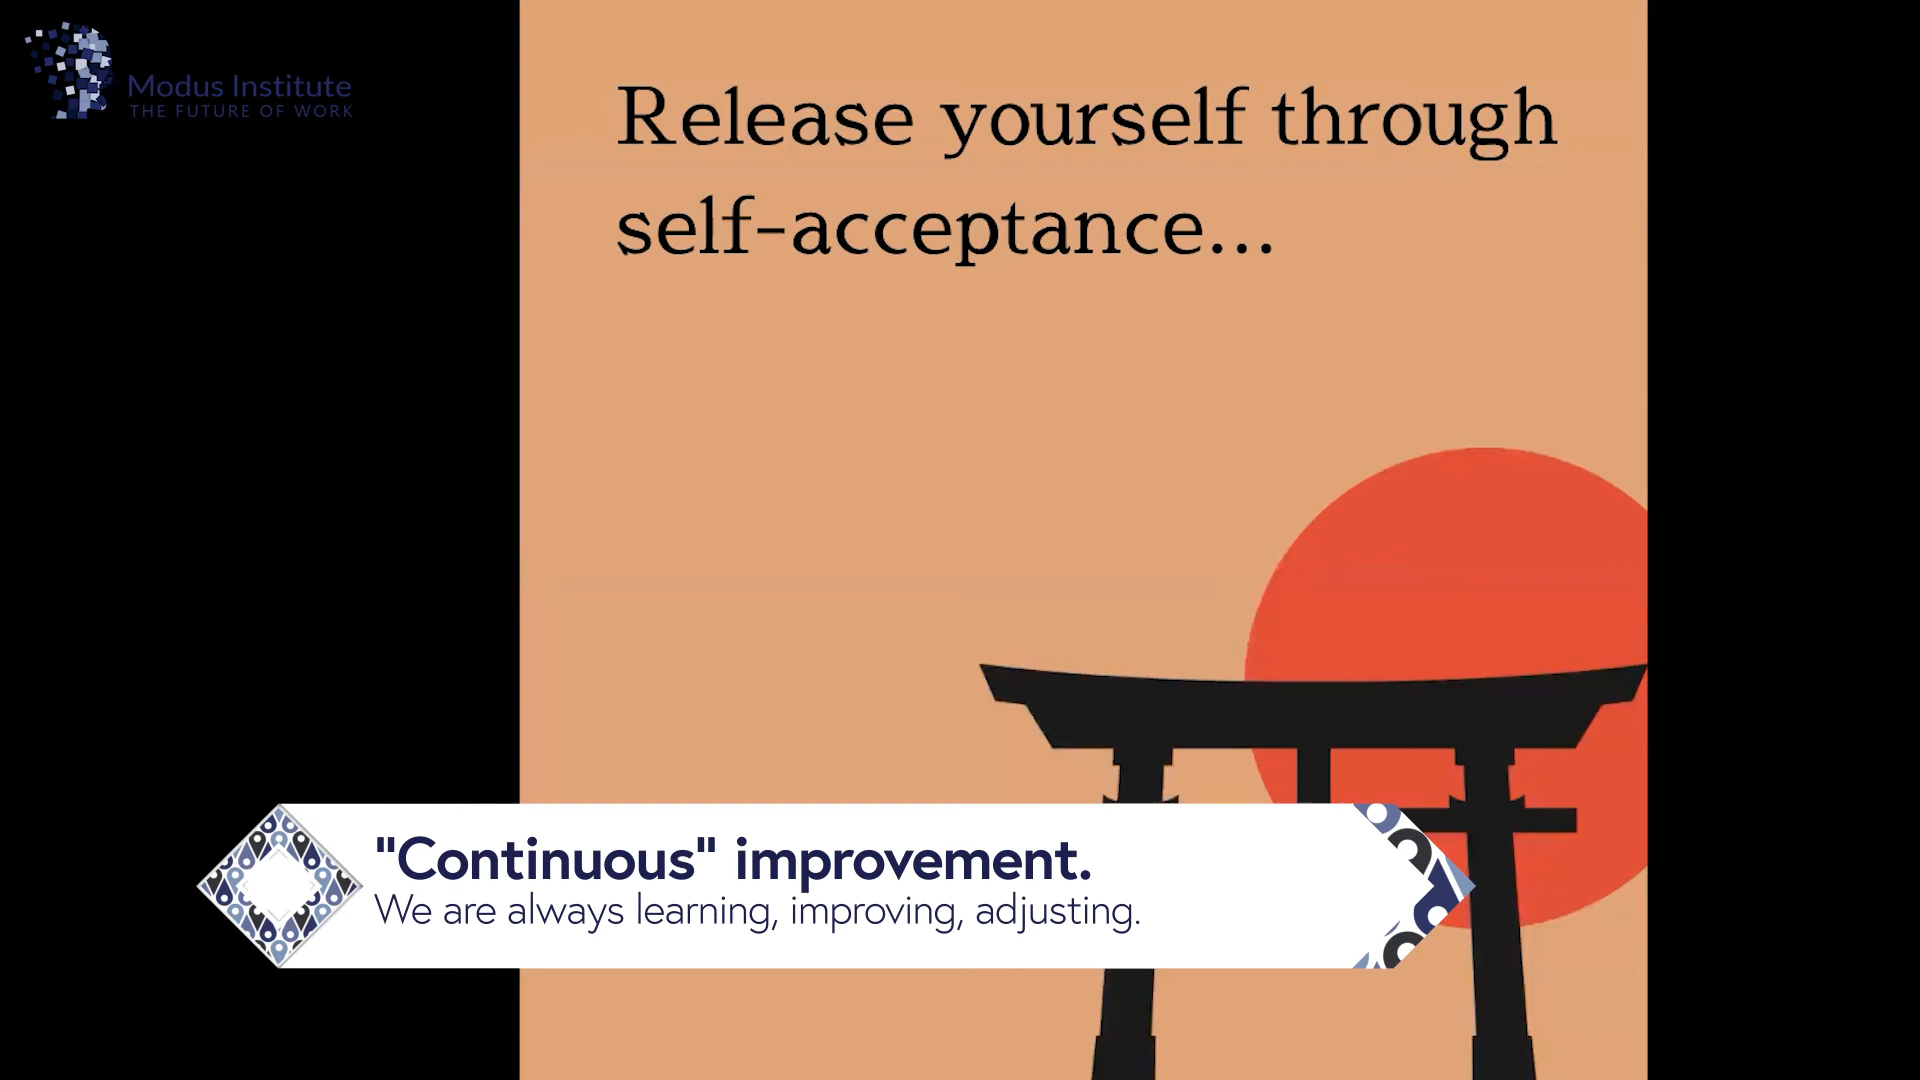 Modus Institute
THE FUTURE OF WORK
Release yourself through
self-acceptance...
"Continuous" improvement.
We are always learning, improving, adjusting.